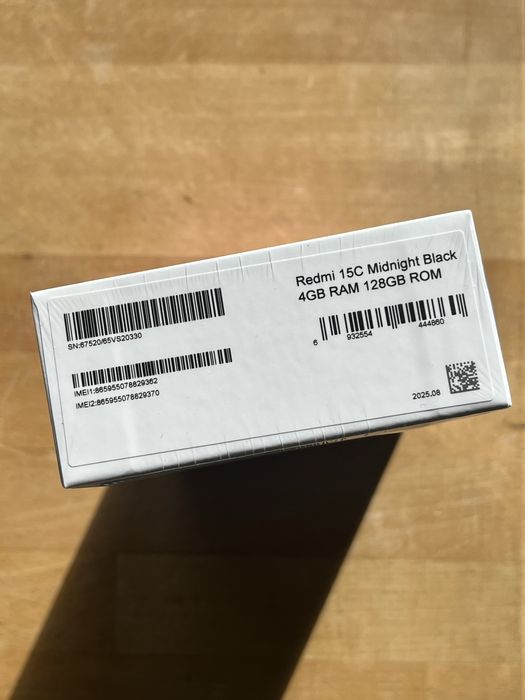 Redmi 15C Midnight Black
4GB RAM 128GB ROM
SN:67520/65VS20330
6 932554 444860
IMEI1:865955078829362
IMEI2:865955078829370
2025.08